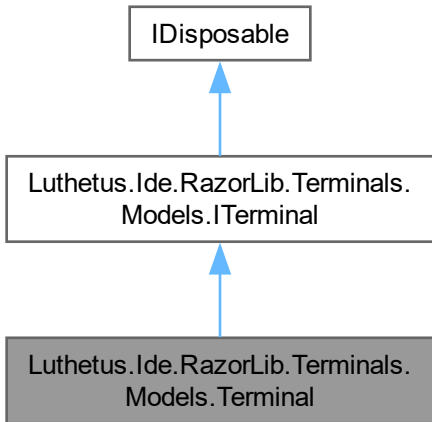 IDisposable
Luthetus.Ide.RazorLib.Terminals.
Models.ITerminal
Luthetus.Ide.RazorLib.Terminals.
Models.Terminal